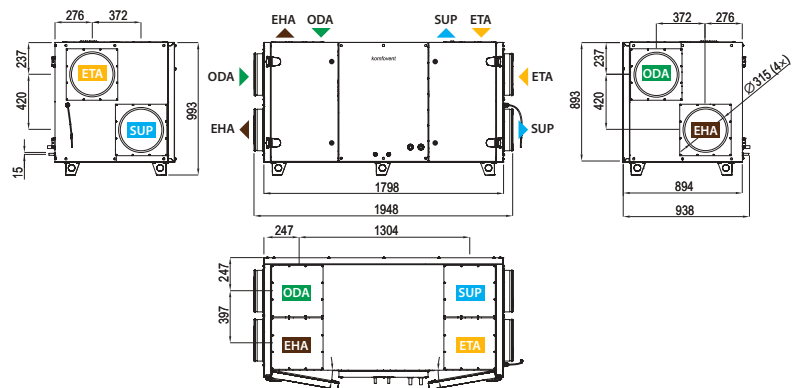 276 372
237
420
15
993
ETA
SUP
EHA ODA SUP ETA
komfovent
ODA ETA
EHA SUP
1798
1948
372 276
237
420
893
ODA
EHA
Ø315 (4x)
894
938
247 1304
247
397
ODA SUP
EHA ETA